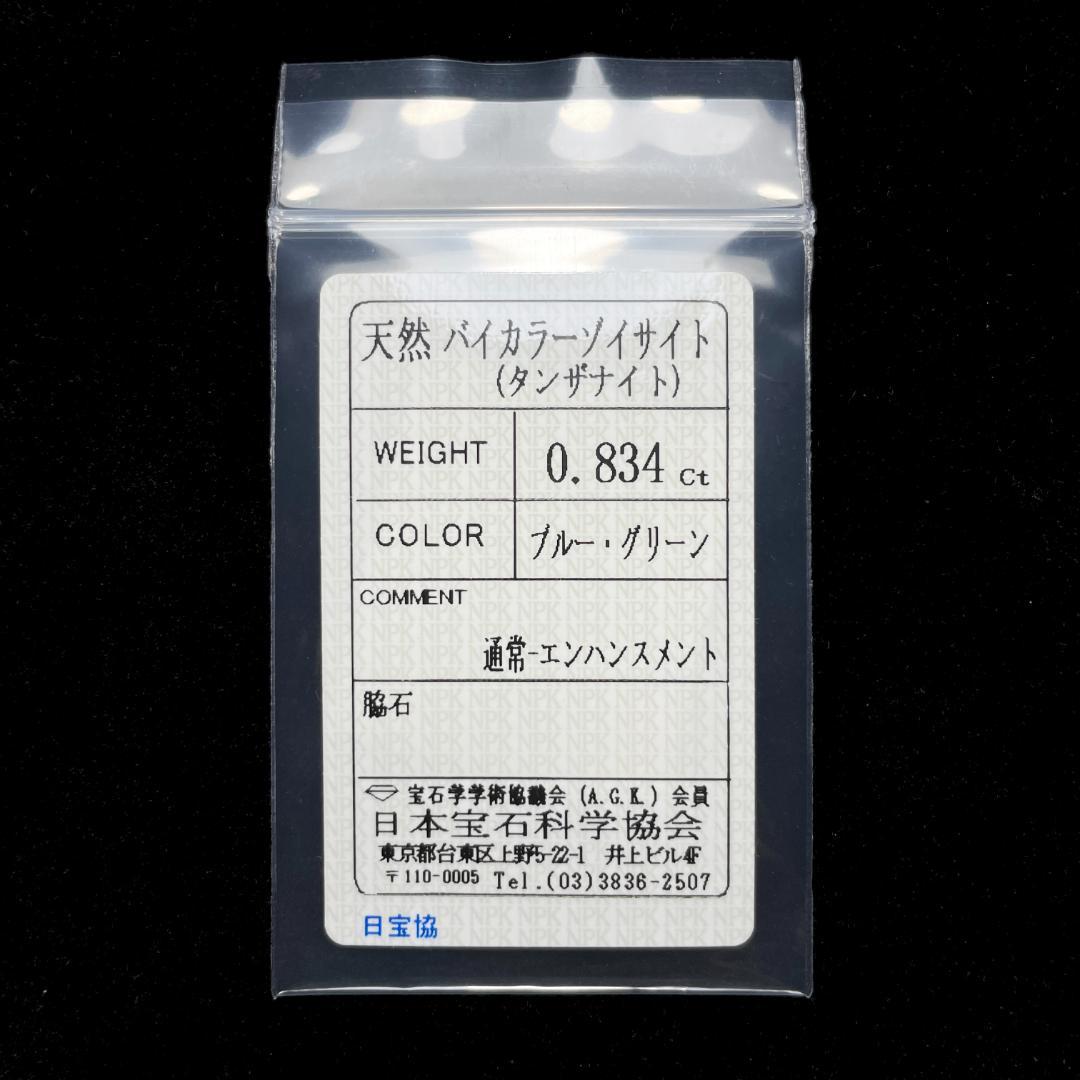 天然 バイカラーゾイサイト
(タンザナイト)
WEIGHT 0.834 Ct
COLOR ブルー・グリーン
COMMENT
通常-エンハンスメント
脇石
宝石学学術協議会 (A.G.K.) 会員
日本宝石科学協会
東京都台東区上野5-22-1 井上ビル4F
〒110-0005 Tel.(03)3836-2507
日宝協